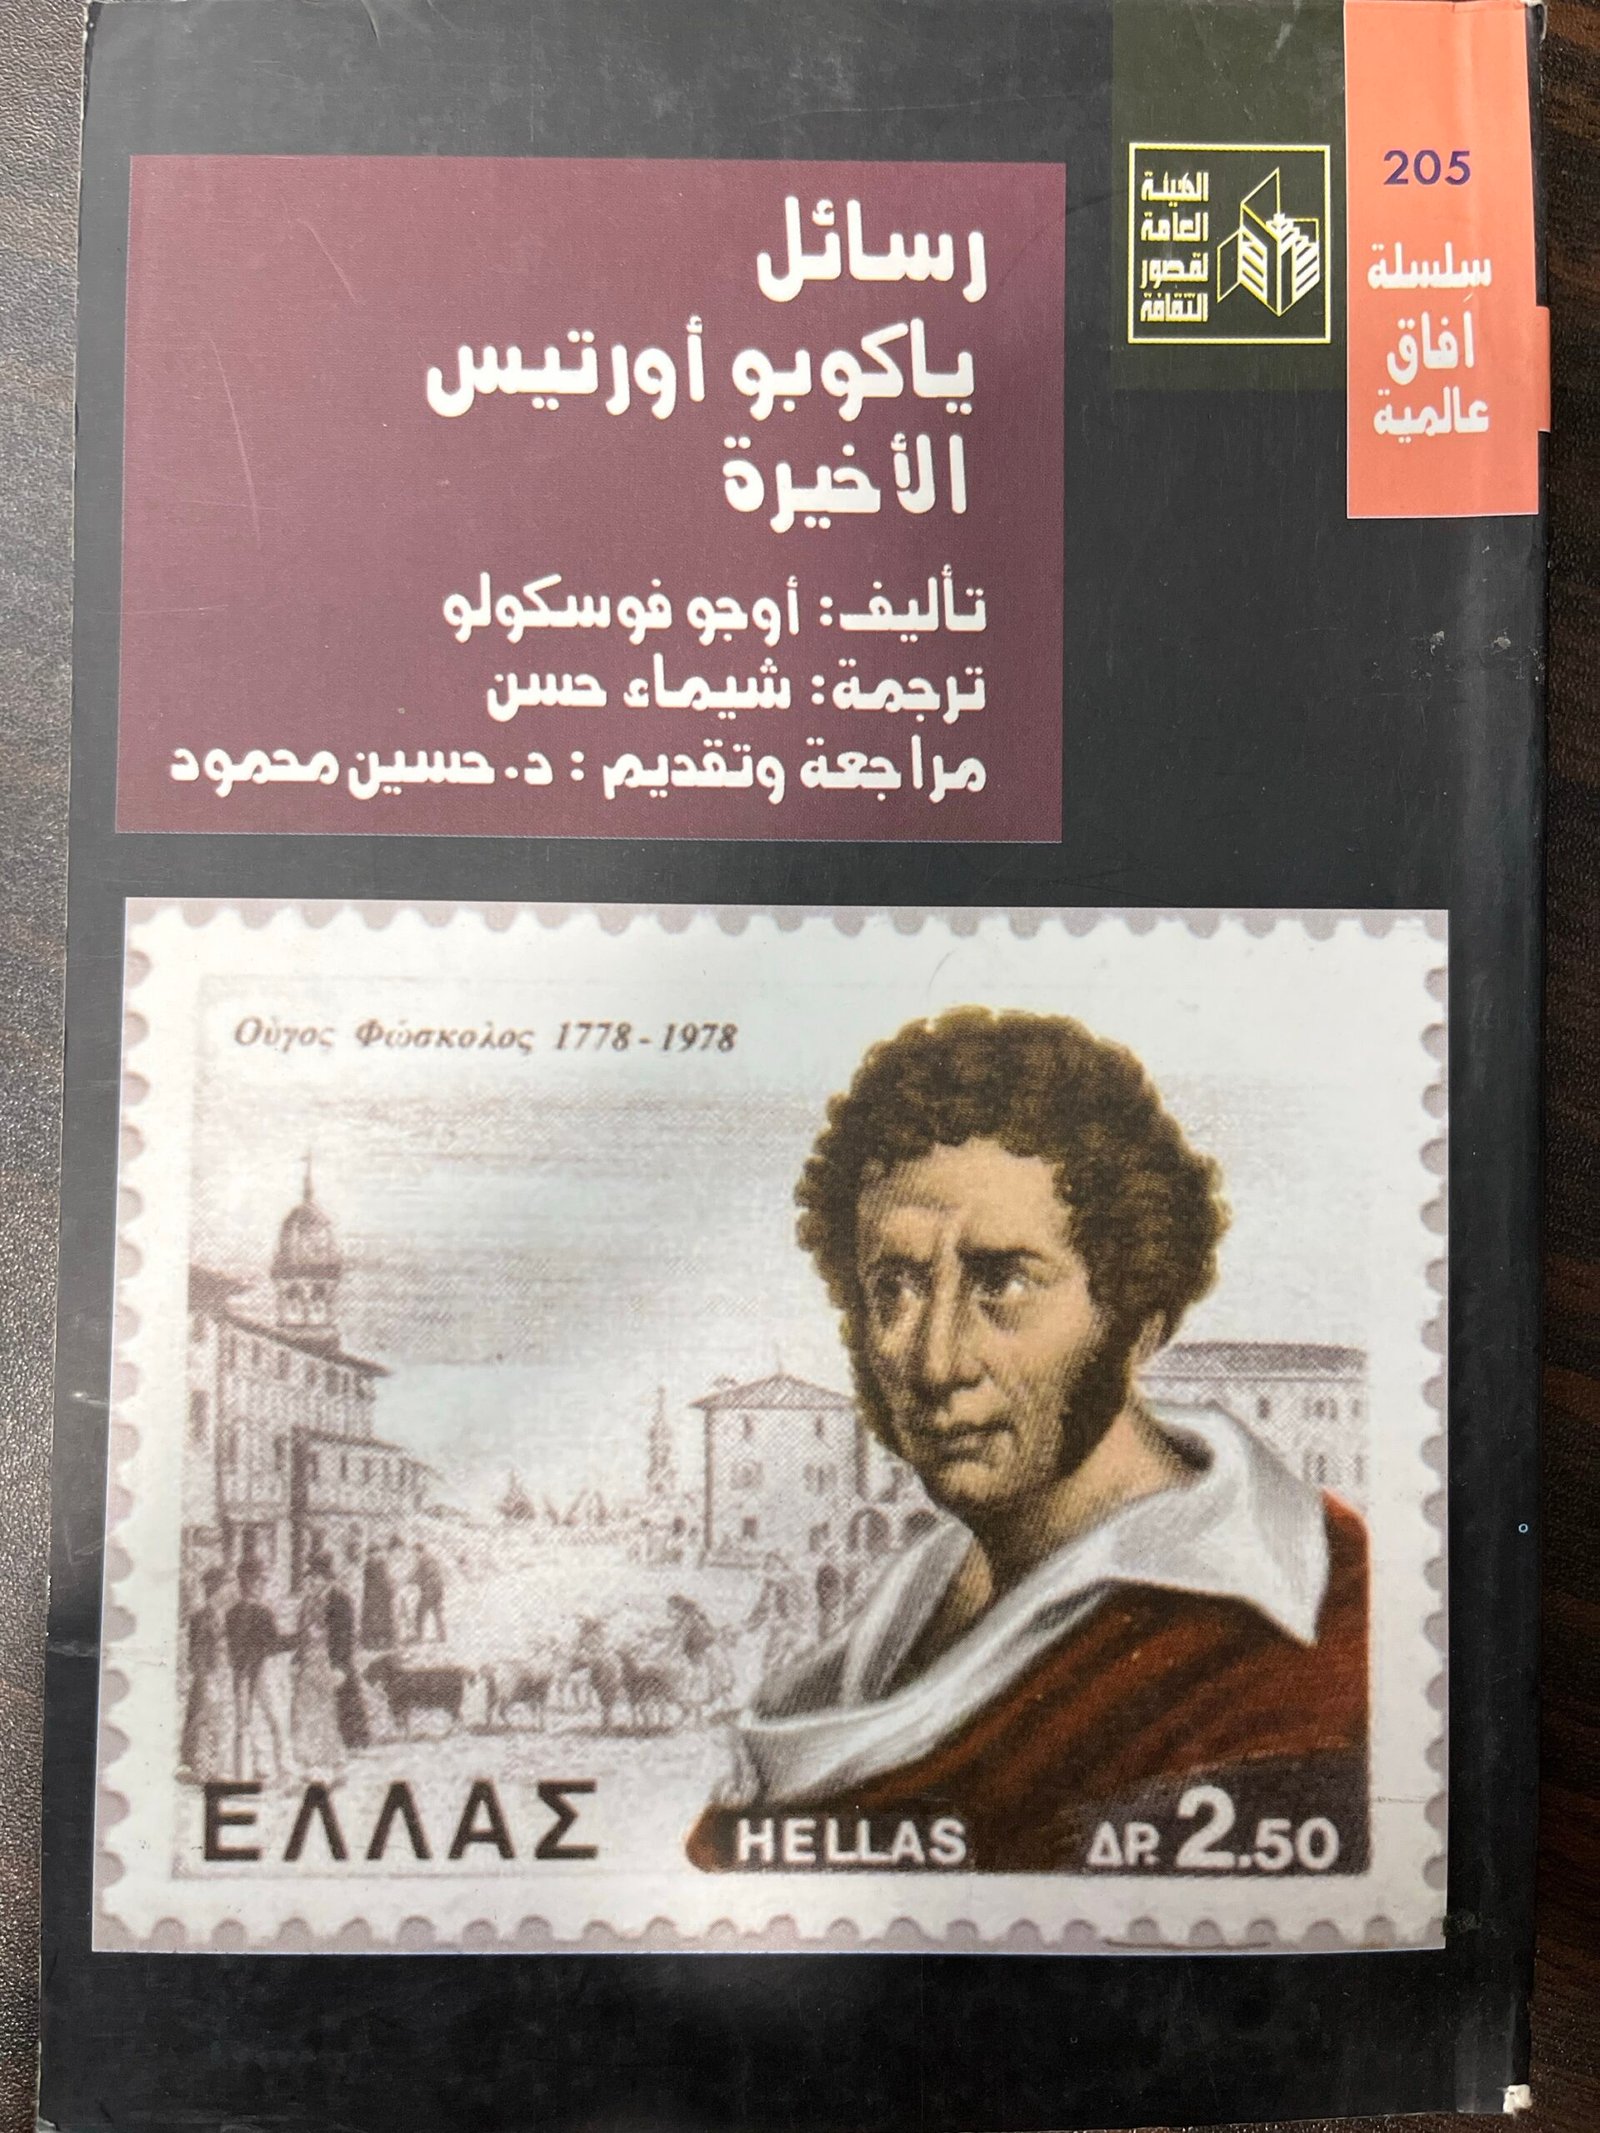 205
سلسلة
آفاق
عالمية
الهيئة
العامة
لقصور
الثقافة
رسائل
ياكوبو أورتيس
الأخيرة
تأليف: أوجو فوسكولو
ترجمة: شيماء حسن
مراجعة وتقديم: د. حسين محمود
Ούγος Φώσκολος 1778-1978
ΕΛΛΑΣ
HELLAS
ΔΡ. 2.50